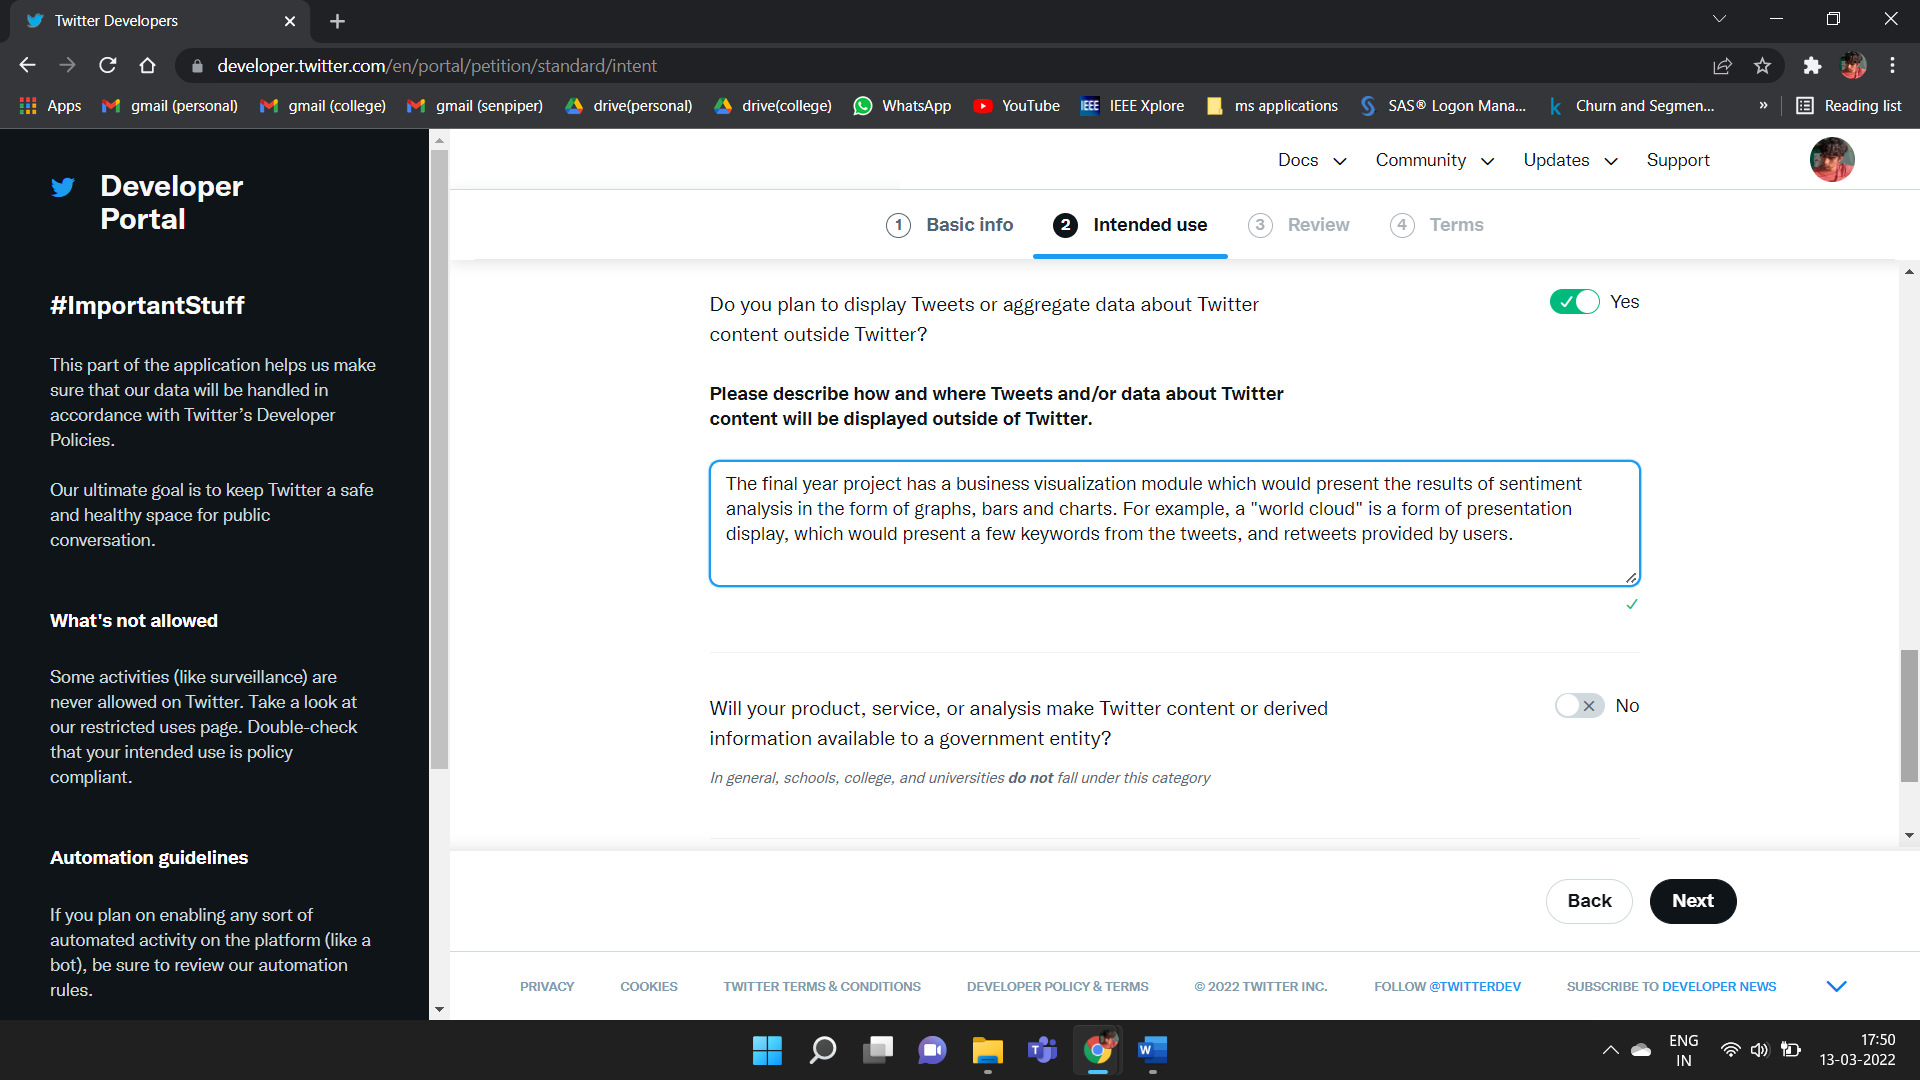 Twitter Developers
developer.twitter.com/en/portal/petition/standard/intent
Apps gmail (personal) gmail (college) gmail (senpiper) drive(personal) drive(college) WhatsApp YouTube IEEE IEEE Xplore ms applications SAS® Logon Mana... k Churn and Segmen... » Reading list
Developer
Portal
#ImportantStuff
This part of the application helps us make
sure that our data will be handled in
accordance with Twitter's Developer
Policies.
Our ultimate goal is to keep Twitter a safe
and healthy space for public
conversation.
What's not allowed
Some activities (like surveillance) are
never allowed on Twitter. Take a look at
our restricted uses page. Double-check
that your intended use is policy
compliant.
Automation guidelines
If you plan on enabling any sort of
automated activity on the platform (like a
bot), be sure to review our automation
rules.
Docs Community Updates Support
1 Basic info 2 Intended use 3 Review 4 Terms
Do you plan to display Tweets or aggregate data about Twitter
content outside Twitter?
Yes
Please describe how and where Tweets and/or data about Twitter
content will be displayed outside of Twitter.
The final year project has a business visualization module which would present the results of sentiment
analysis in the form of graphs, bars and charts. For example, a "world cloud" is a form of presentation
display, which would present a few keywords from the tweets, and retweets provided by users.
Will your product, service, or analysis make Twitter content or derived
information available to a government entity?
No
In general, schools, college, and universities do not fall under this category
Back Next
PRIVACY COOKIES TWITTER TERMS & CONDITIONS DEVELOPER POLICY & TERMS © 2022 TWITTER INC. FOLLOW @TWITTERDEV SUBSCRIBE TO DEVELOPER NEWS
ENG
IN
17:50
13-03-2022